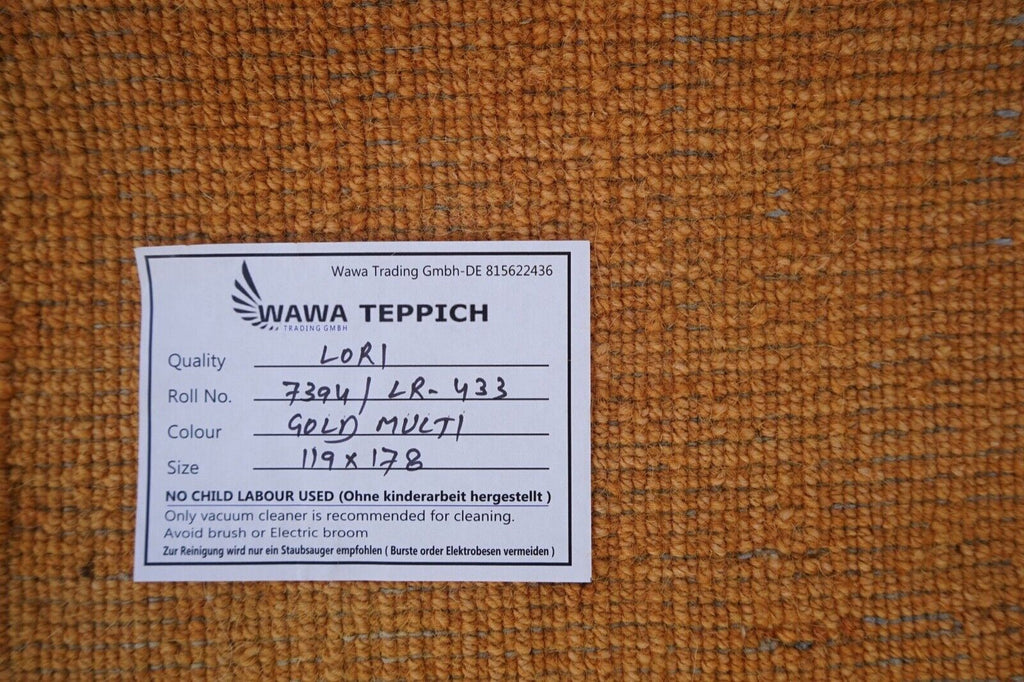 Wawa Trading Gmbh-DE 815622436
WAWA TEPPICH
TRADING GMBH
Quality LORI
Roll No. 7394/ LR-433
Colour GOLD MULTI
Size 119 x 178
NO CHILD LABOUR USED (Ohne kinderarbeit hergestellt )
Only vacuum cleaner is recommended for cleaning.
Avoid brush or Electric broom
Zur Reinigung wird nur ein Staubsauger empfohlen ( Burste order Elektrobesen vermeiden )